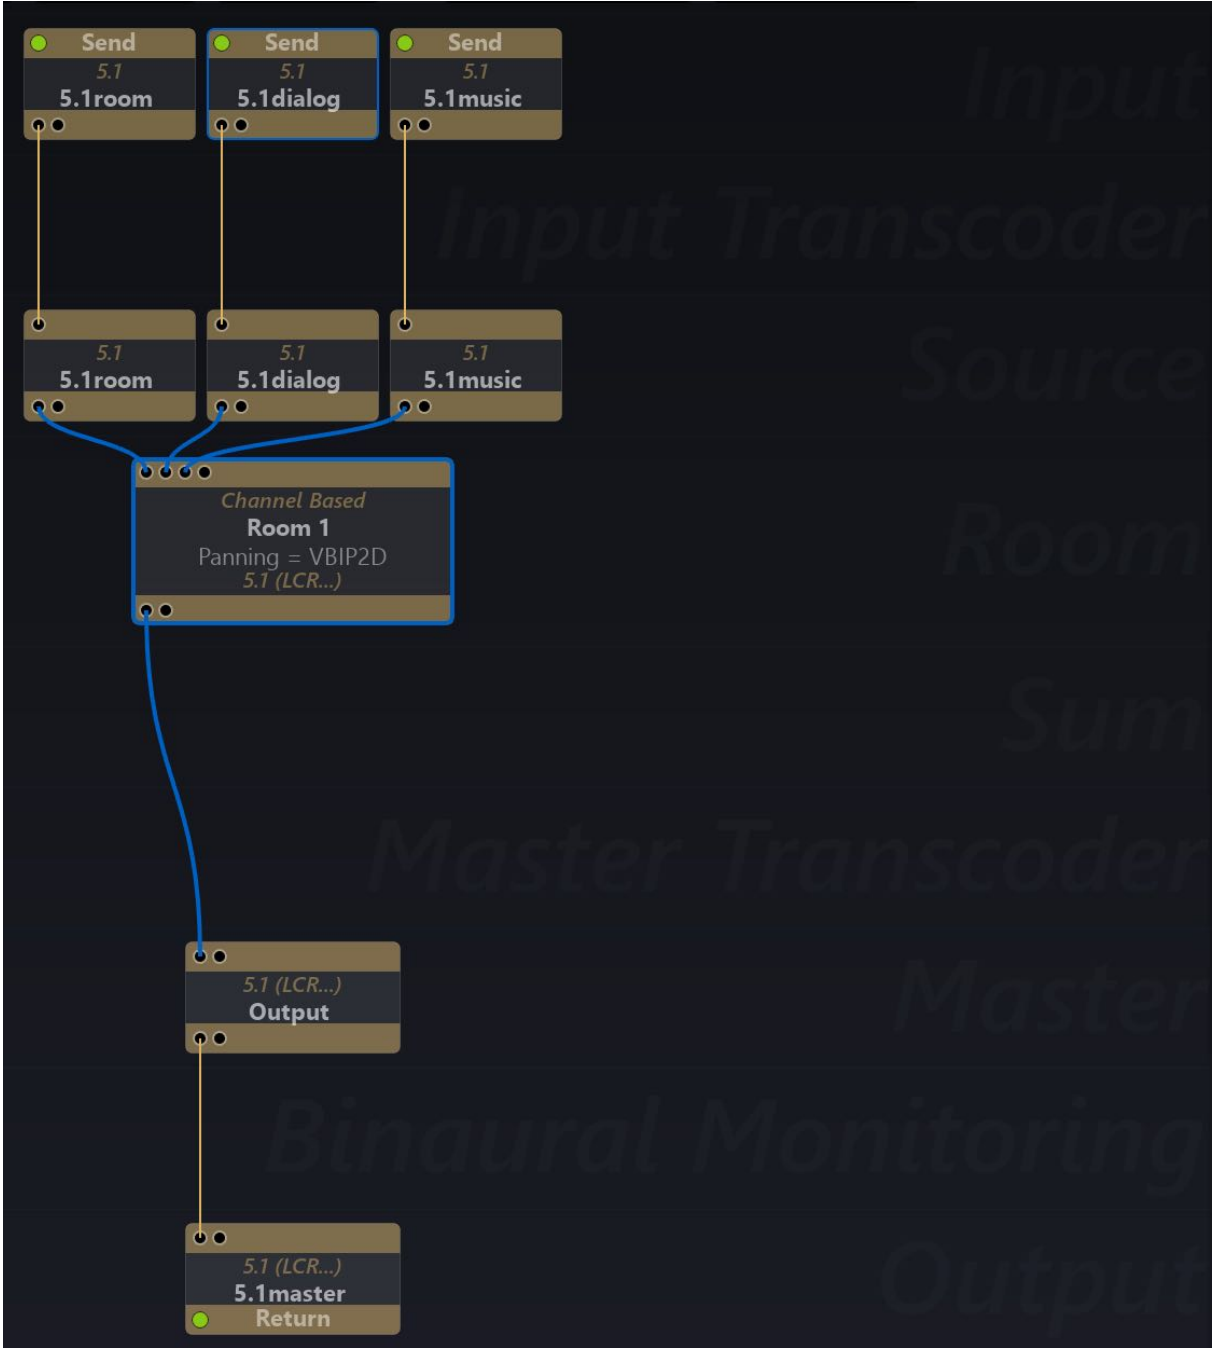 Send Send Send
5.1 5.1 5.1
5.1room 5.1dialog 5.1music
Input
Input Transcoder
5.1 5.1 5.1
5.1room 5.1dialog 5.1music
Source
Channel Based
Room 1
Panning = VBIP2D
5.1 (LCR...)
Room
Sum
Master Transcoder
5.1 (LCR...)
Output
Master
Binaural Monitoring
5.1 (LCR...)
5.1master
Return
Output